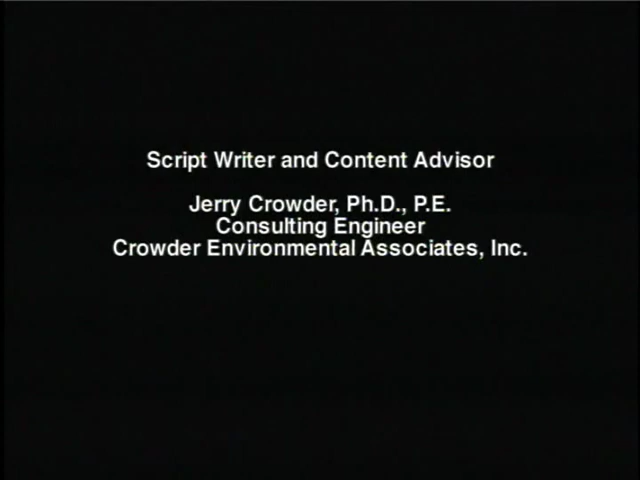 Script Writer and Content Advisor
Jerry Crowder, Ph.D., P.E.
Consulting Engineer
Crowder Environmental Associates, Inc.